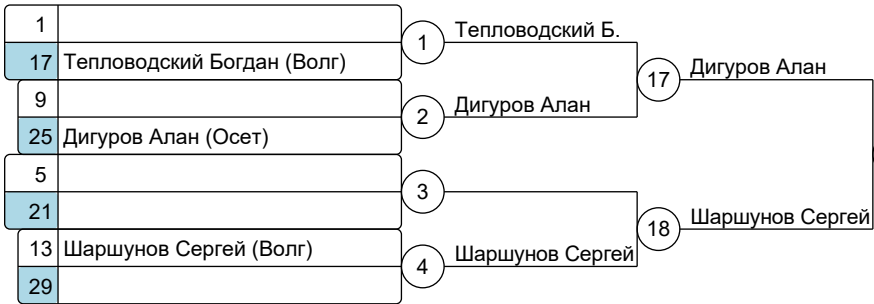 1
17 Тепловодский Богдан (Волг)
9
25 Дигуров Алан (Осет)
5
21
13 Шаршунов Сергей (Волг)
29
1 Тепловодский Б.
2 Дигуров Алан
3
4 Шаршунов Сергей
17 Дигуров Алан
18 Шаршунов Сергей